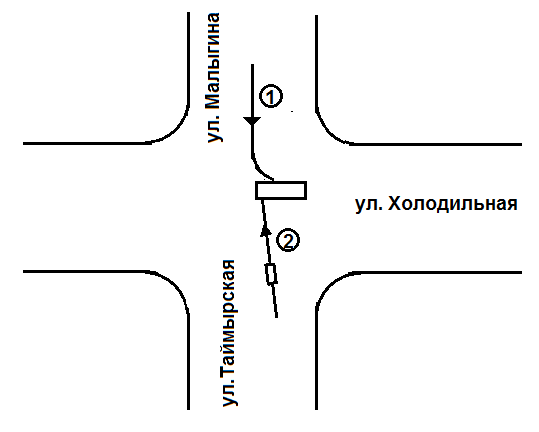 ул. Малыгина
1
ул. Холодильная
2
ул.Таймырская